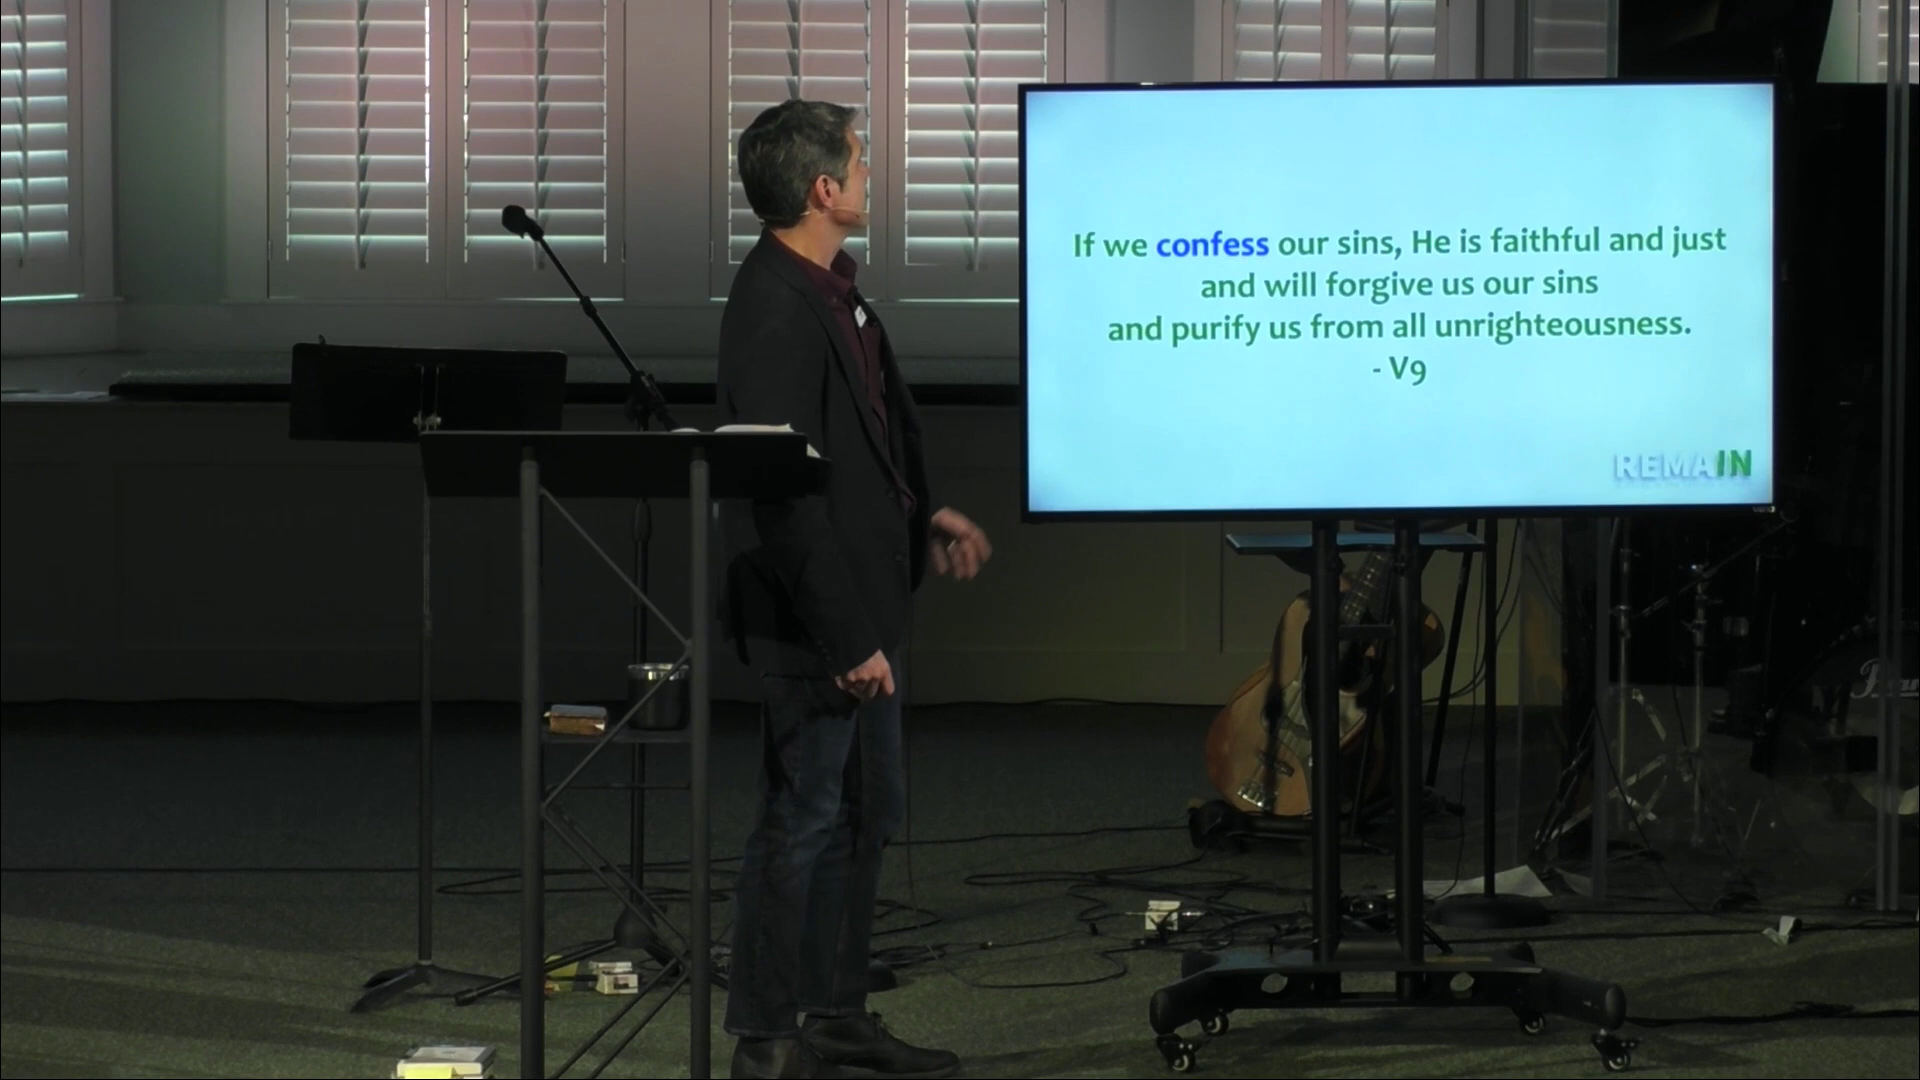 If we confess our sins, He is faithful and just
and will forgive us our sins
and purify us from all unrighteousness.
- V9
REMAIN